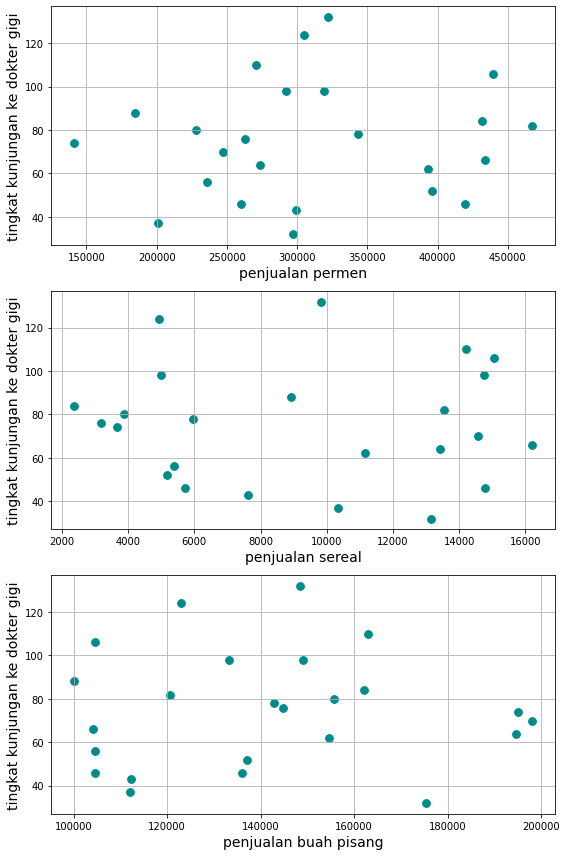 tingkat kunjungan ke dokter gigi
120
100
80
60
40
150000 200000 250000 300000 350000 400000 450000
penjualan permen
tingkat kunjungan ke dokter gigi
120
100
80
60
40
2000 4000 6000 8000 10000 12000 14000 16000
penjualan sereal
tingkat kunjungan ke dokter gigi
120
100
80
60
40
100000 120000 140000 160000 180000 200000
penjualan buah pisang